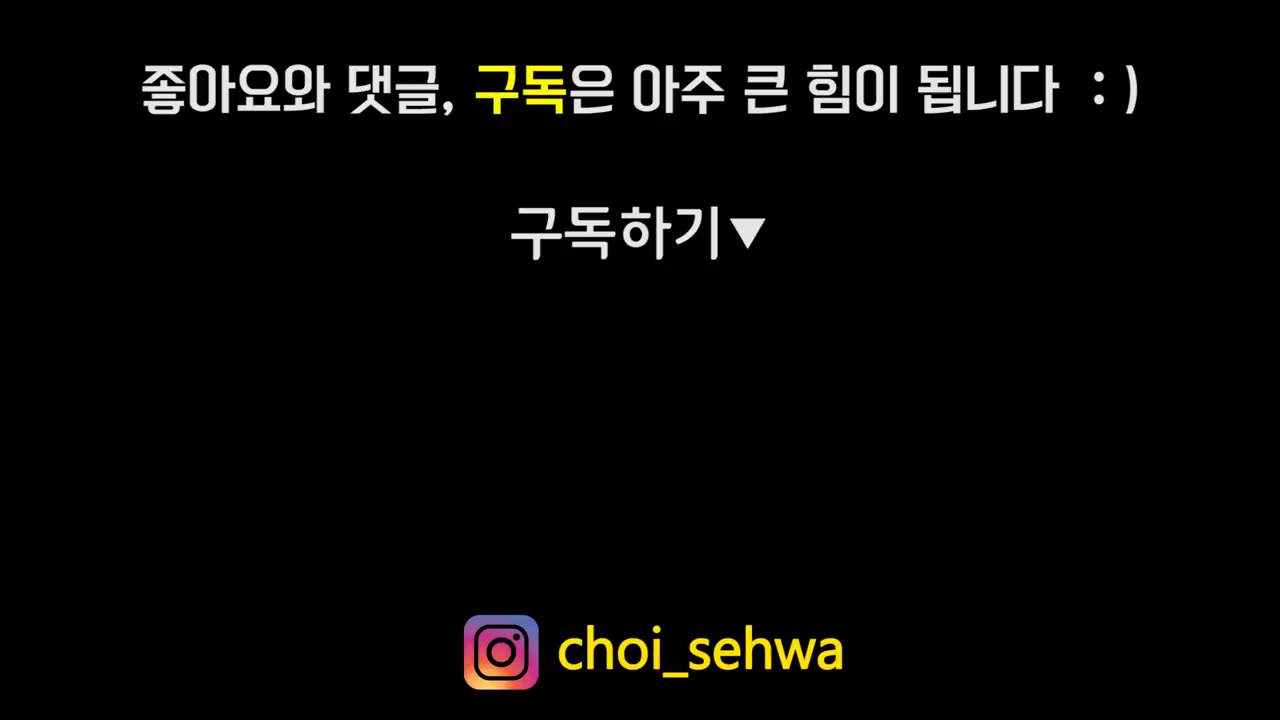 좋아요와 댓글, 구독은 아주 큰 힘이 됩니다 : )
구독하기▼
choi_sehwa